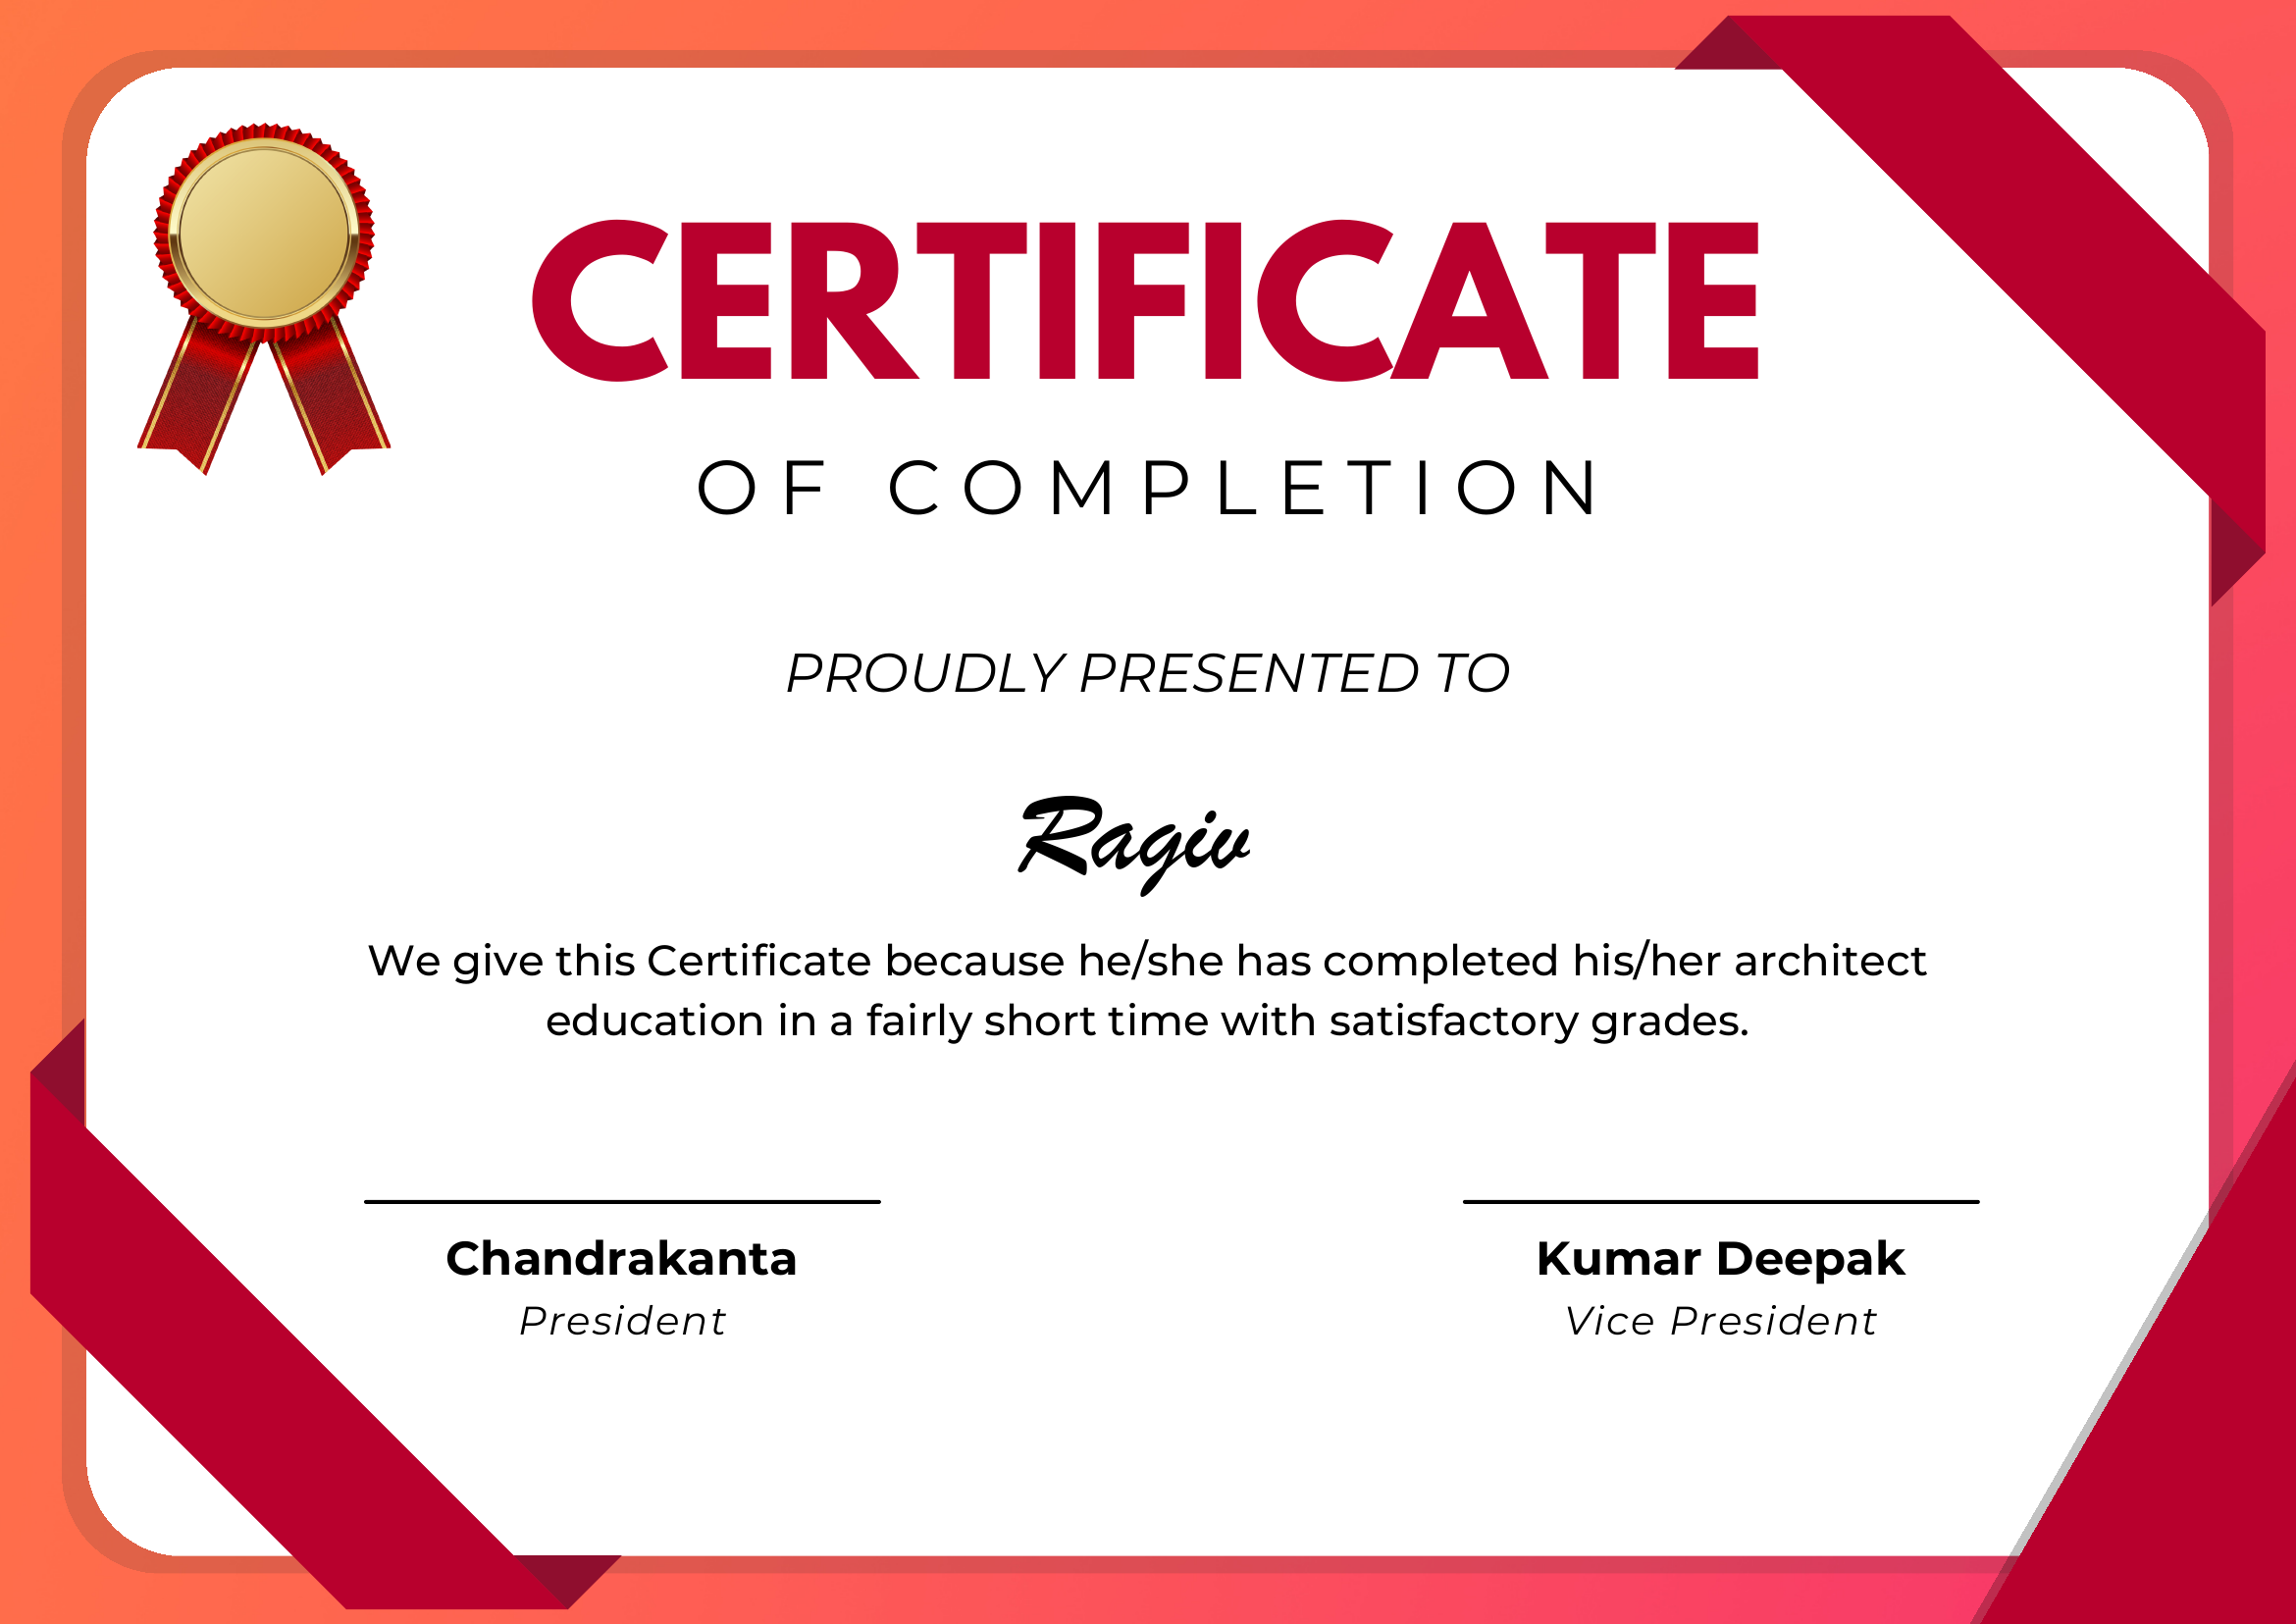 CERTIFICATE
OF COMPLETION
PROUDLY PRESENTED TO
Ragiv
We give this Certificate because he/she has completed his/her architect
education in a fairly short time with satisfactory grades.
Chandrakanta
President
Kumar Deepak
Vice President